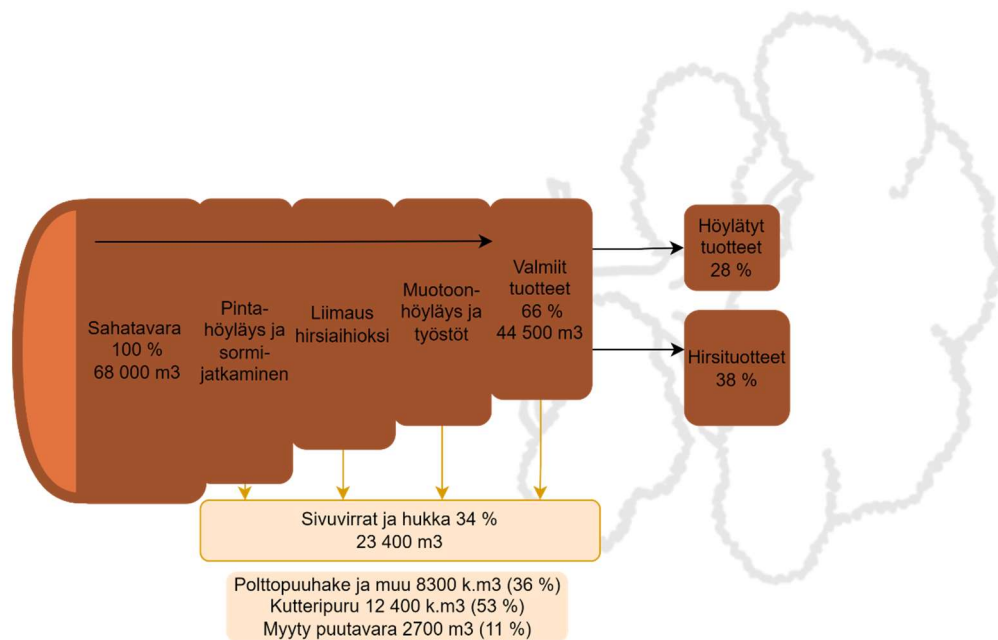 Sahatavara
100 %
68 000 m3
Pinta-
höyläys ja
sormi-
jatkaminen
Liimaus
hirsiaihioksi
Muotoon-
höyläys ja
työstöt
Valmiit
tuotteet
66 %
44 500 m3
Höylätyt
tuotteet
28 %
Hirsituotteet
38 %
Sivuvirrat ja hukka 34 %
23 400 m3
Polttopuuhake ja muu 8300 k.m3 (36 %)
Kutteripuru 12 400 k.m3 (53 %)
Myyty puutavara 2700 m3 (11 %)